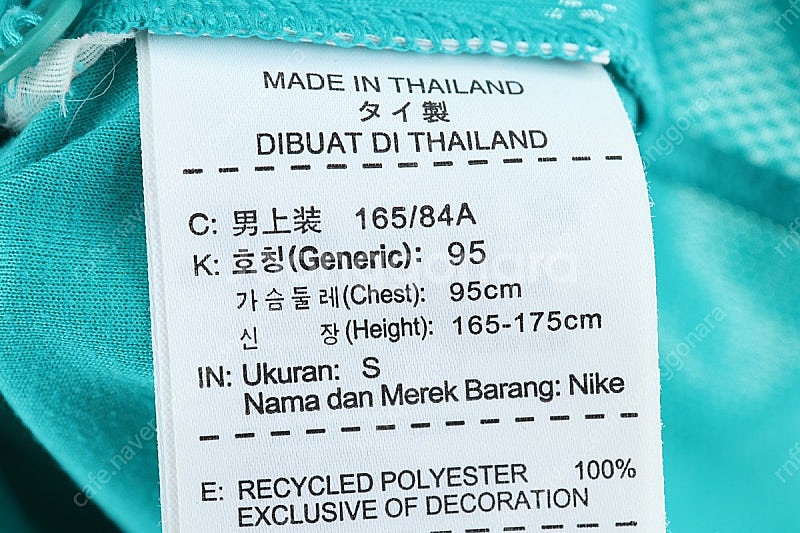 MADE IN THAILAND
タイ製
DIBUAT DI THAILAND
C: 男上装 165/84A
K: 호칭(Generic): 95
가슴둘레(Chest): 95cm
신 장(Height): 165-175cm
IN: Ukuran: S
Nama dan Merek Barang: Nike
E: RECYCLED POLYESTER 100%
EXCLUSIVE OF DECORATION